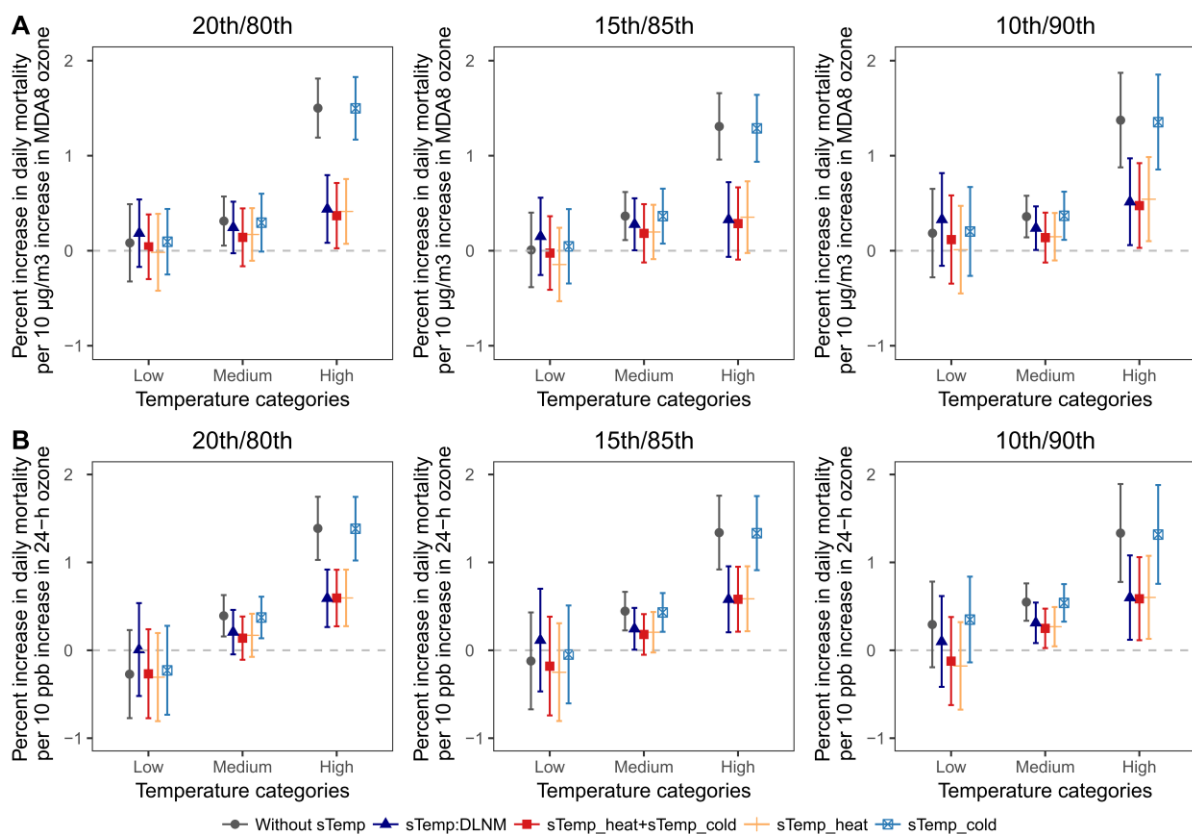 A
20th/80th
15th/85th
10th/90th
Percent increase in daily mortality
per 10 µg/m3 increase in MDA8 ozone
2
1
0
−1
Low
Medium
High
Temperature categories
Percent increase in daily mortality
per 10 µg/m3 increase in MDA8 ozone
2
1
0
−1
Low
Medium
High
Temperature categories
Percent increase in daily mortality
per 10 µg/m3 increase in MDA8 ozone
2
1
0
−1
Low
Medium
High
Temperature categories
B
20th/80th
15th/85th
10th/90th
Percent increase in daily mortality
per 10 ppb increase in 24−h ozone
2
1
0
−1
Low
Medium
High
Temperature categories
Percent increase in daily mortality
per 10 ppb increase in 24−h ozone
2
1
0
−1
Low
Medium
High
Temperature categories
Percent increase in daily mortality
per 10 ppb increase in 24−h ozone
2
1
0
−1
Low
Medium
High
Temperature categories
Without sTemp sTemp:DLNM sTemp_heat+sTemp_cold sTemp_heat sTemp_cold